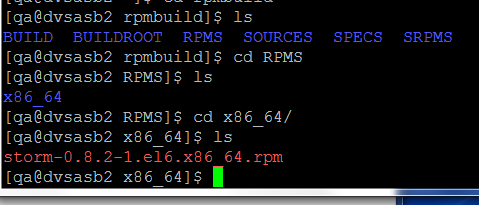 [qa@dvsasb2 rpmbuild]$ ls
BUILD BUILDROOT RPMS SOURCES SPECS SRPMS
[qa@dvsasb2 rpmbuild]$ cd RPMS
[qa@dvsasb2 RPMS]$ ls
x86_64
[qa@dvsasb2 RPMS]$ cd x86_64/
[qa@dvsasb2 x86_64]$ ls
storm-0.8.2-1.el6.x86_64.rpm
[qa@dvsasb2 x86_64]$